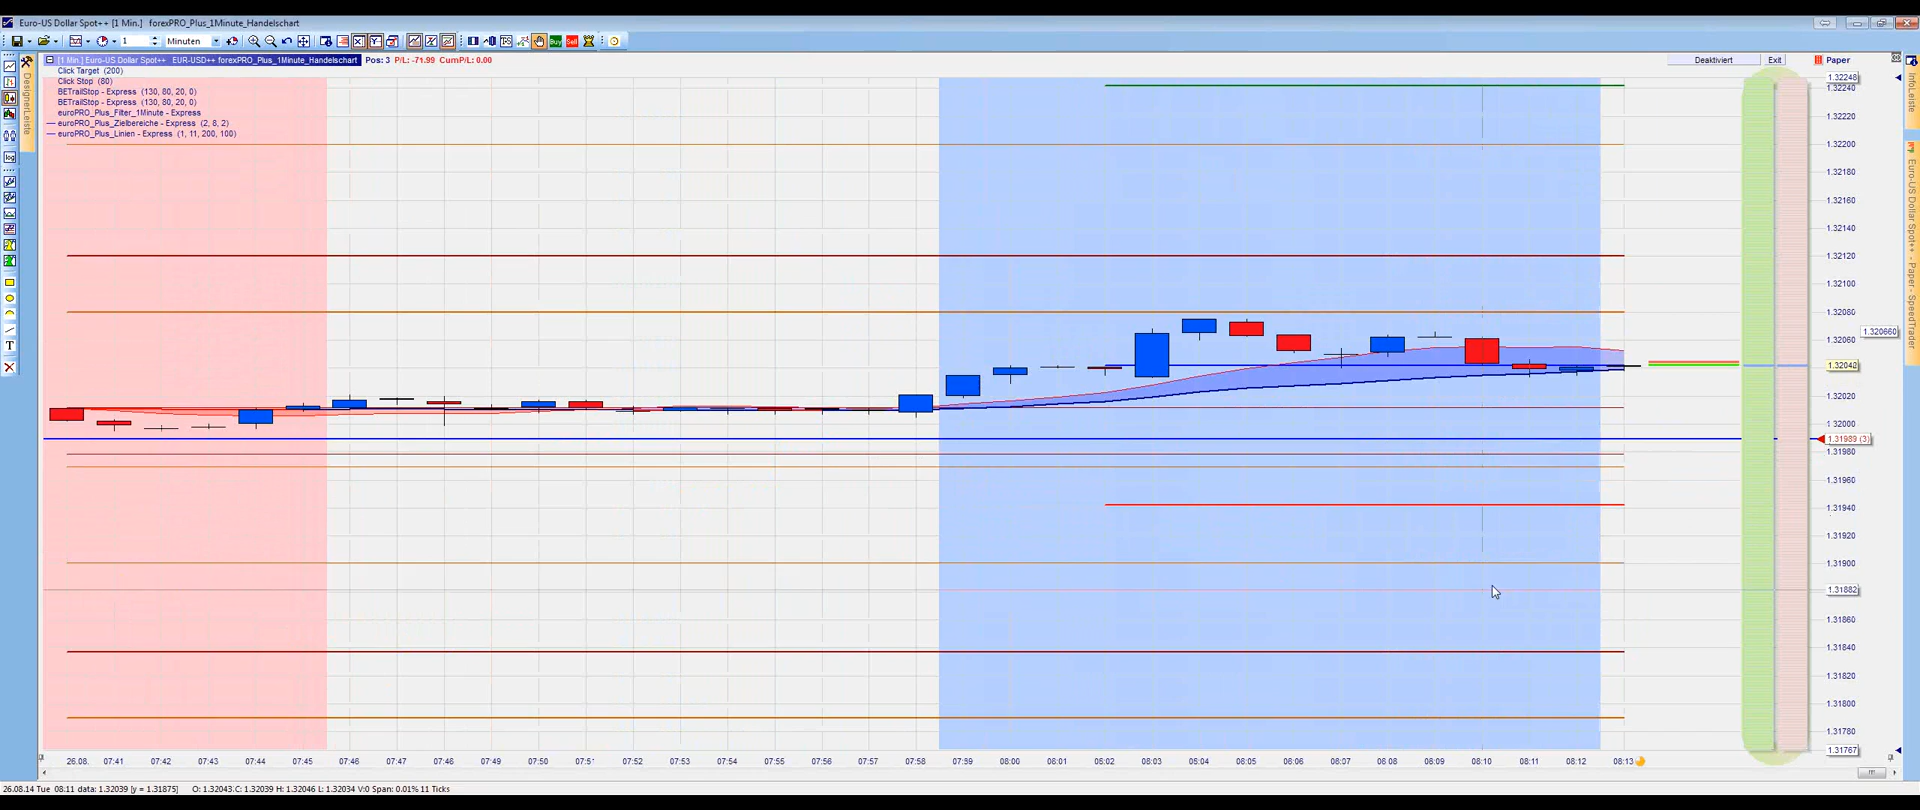 Euro-US Dollar Spot++ [1 Min.] forexPRO_Plus_1Minute_Handelschart
1 Minuten Buy Sell
[1 Min.] Euro-US Dollar Spot++ EUR-USD++ forexPRO_Plus_1Minute_Handelschart Pos: 3 P/L: -71.99 CumP/L: 0.00
Deaktiviert Exit Paper
Click Target (200)
Click Stop (80)
BETrailStop - Express (130, 80, 20, 0)
BETrailStop - Express (130, 80, 20, 0)
euroPRO_Plus_Filter_1Minute - Express
euroPRO_Plus_Zielbereiche - Express (2, 8, 2)
euroPRO_Plus_Linien - Express (1, 11, 200, 100)
DesignerLeiste
log
T
InfoLeiste
Euro-US Dollar Spot++ - Paper - SpeedTrader
1.32248
1.32240
1.32220
1.32200
1.32180
1.32160
1.32140
1.32120
1.32100
1.32080
1.320660
1.32060
1.32042
1.32020
1.32000
1.31989 (3)
1.31980
1.31960
1.31940
1.31920
1.31900
1.31882
1.31860
1.31840
1.31820
1.31800
1.31780
1.31767
26.08. 07:41 07:42 07:43 07:44 07:45 07:46 07:47 07:48 07:49 07:50 07:51 07:52 07:53 07:54 07:55 07:56 07:57 07:58 07:59 08:00 08:01 08:02 08:03 08:04 08:05 08:06 08:07 08:08 08:09 08:10 08:11 08:12 08:13
26.08.14 Tue 08:11 data: 1.32039 [y = 1.31875] O: 1.32043 C: 1.32039 H: 1.32046 L: 1.32034 V:0 Span: 0.01% 11 Ticks